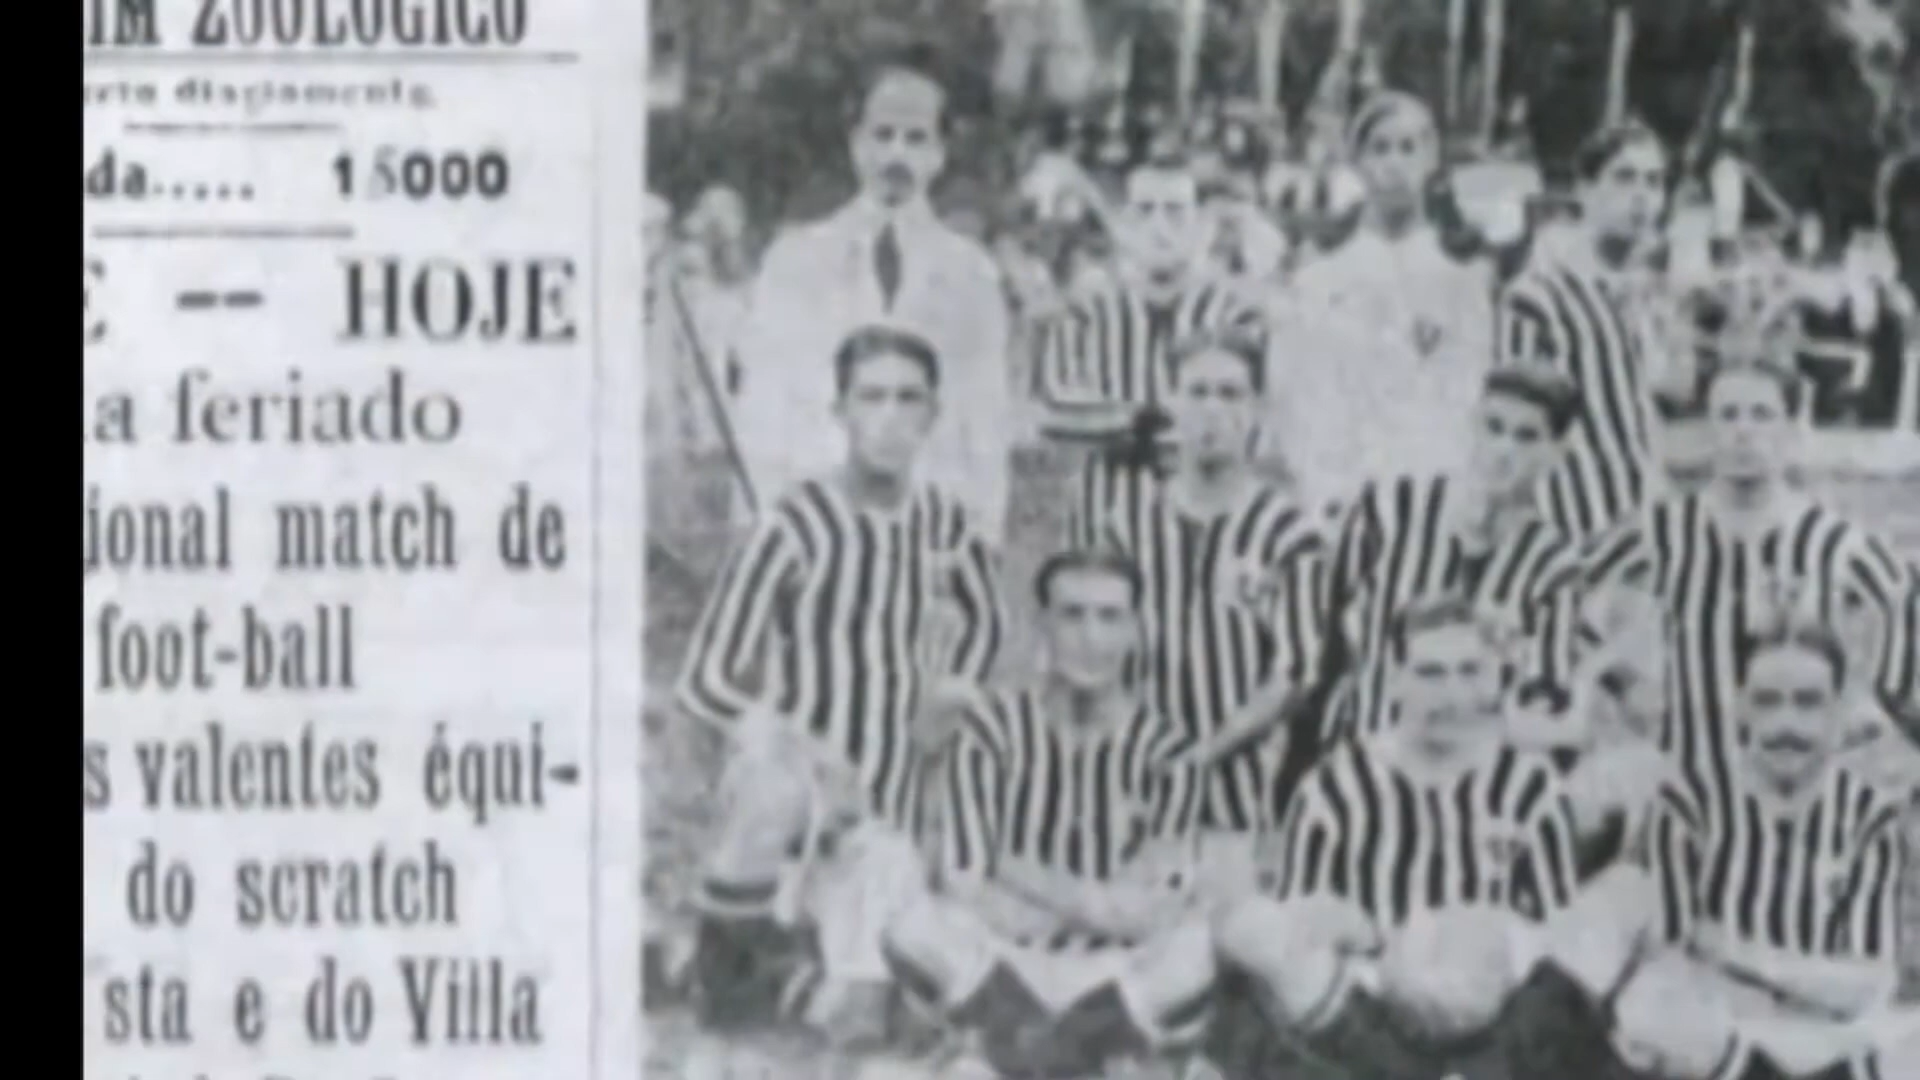 IM ZOOLOGICO
da..... 1$000
E -- HOJE
a feriado
ional match de
foot-ball
s valentes équi-
do scratch
sta e do Villa